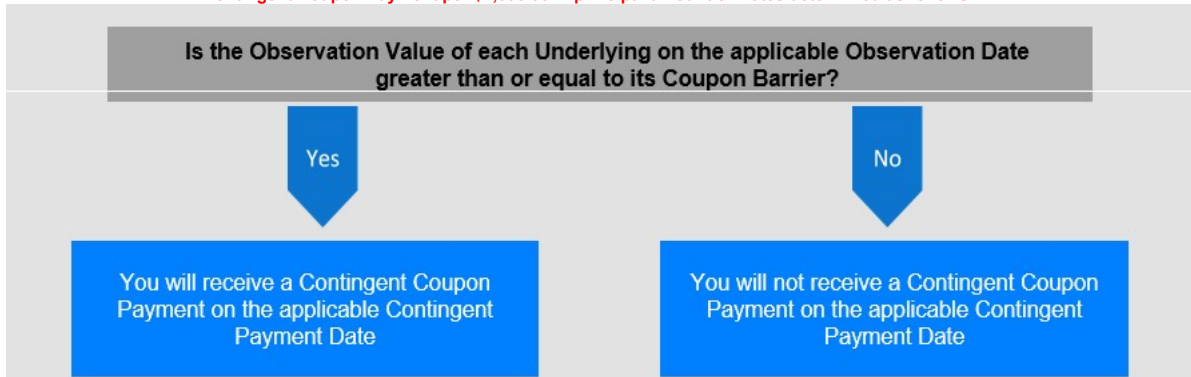 Is the Observation Value of each Underlying on the applicable Observation Date
greater than or equal to its Coupon Barrier?
Yes
No
You will receive a Contingent Coupon
Payment on the applicable Contingent
Payment Date
You will not receive a Contingent Coupon
Payment on the applicable Contingent
Payment Date